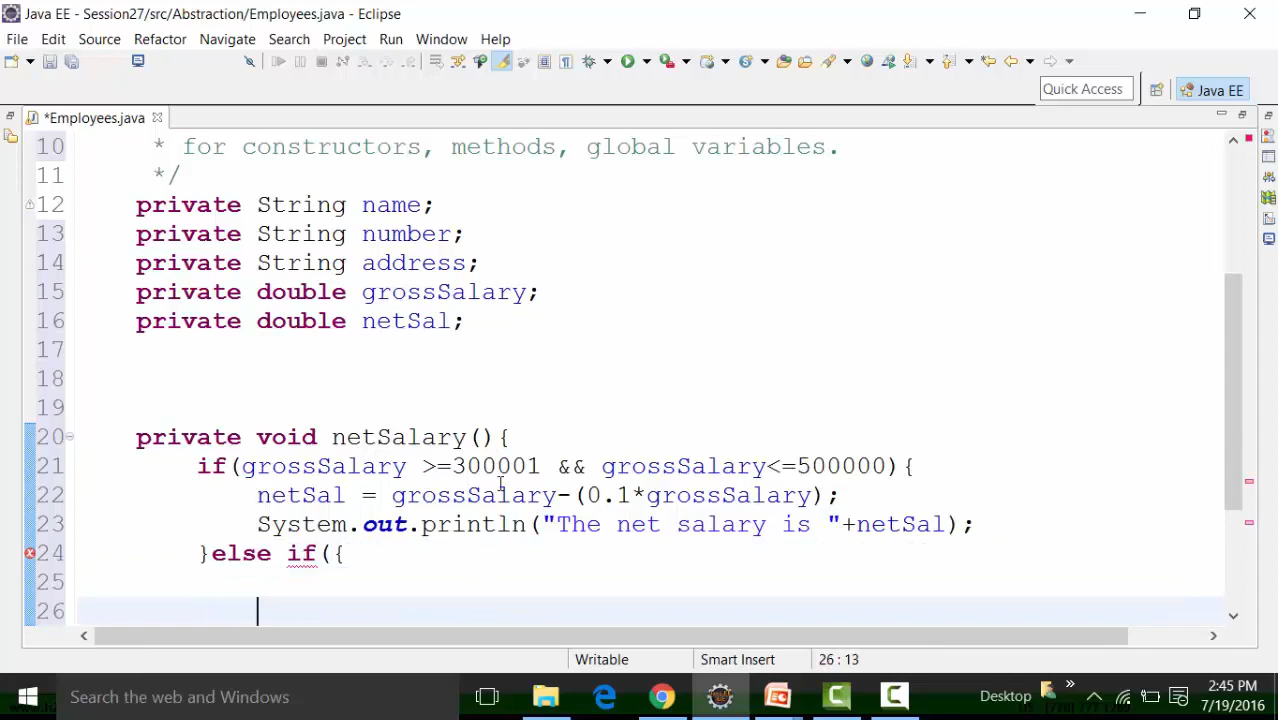 Java EE - Session27/src/Abstraction/Employees.java - Eclipse
File Edit Source Refactor Navigate Search Project Run Window Help
Quick Access
Java EE
*Employees.java
10 * for constructors, methods, global variables.
11 */
12 private String name;
13 private String number;
14 private String address;
15 private double grossSalary;
16 private double netSal;
17
18
19
20 private void netSalary(){
21 if(grossSalary >=300001 && grossSalary<=500000){
22 netSal = grossSalary-(0.1*grossSalary);
23 System.out.println("The net salary is "+netSal);
24 }else if({
25
26
Writable Smart Insert 26 : 13
Search the web and Windows
Desktop
2:45 PM
7/19/2016